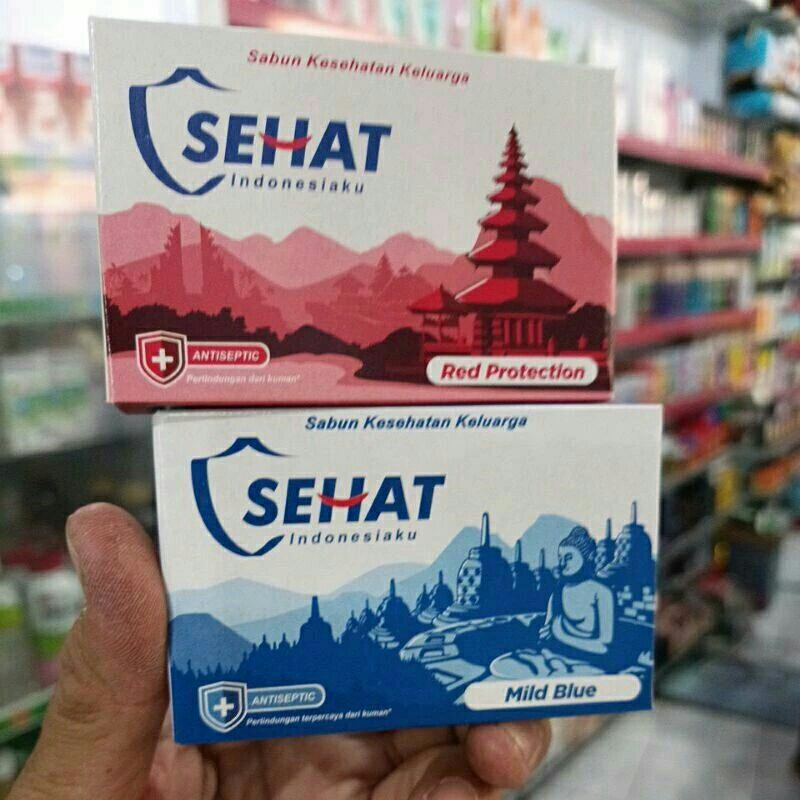 Sabun Kesehatan Keluarga
SEHAT
Indonesiaku
ANTISEPTIC
Perlindungan dari kuman*
Red Protection
Sabun Kesehatan Keluarga
SEHAT
Indonesiaku
ANTISEPTIC
Perlindungan terpercaya dari kuman*
Mild Blue